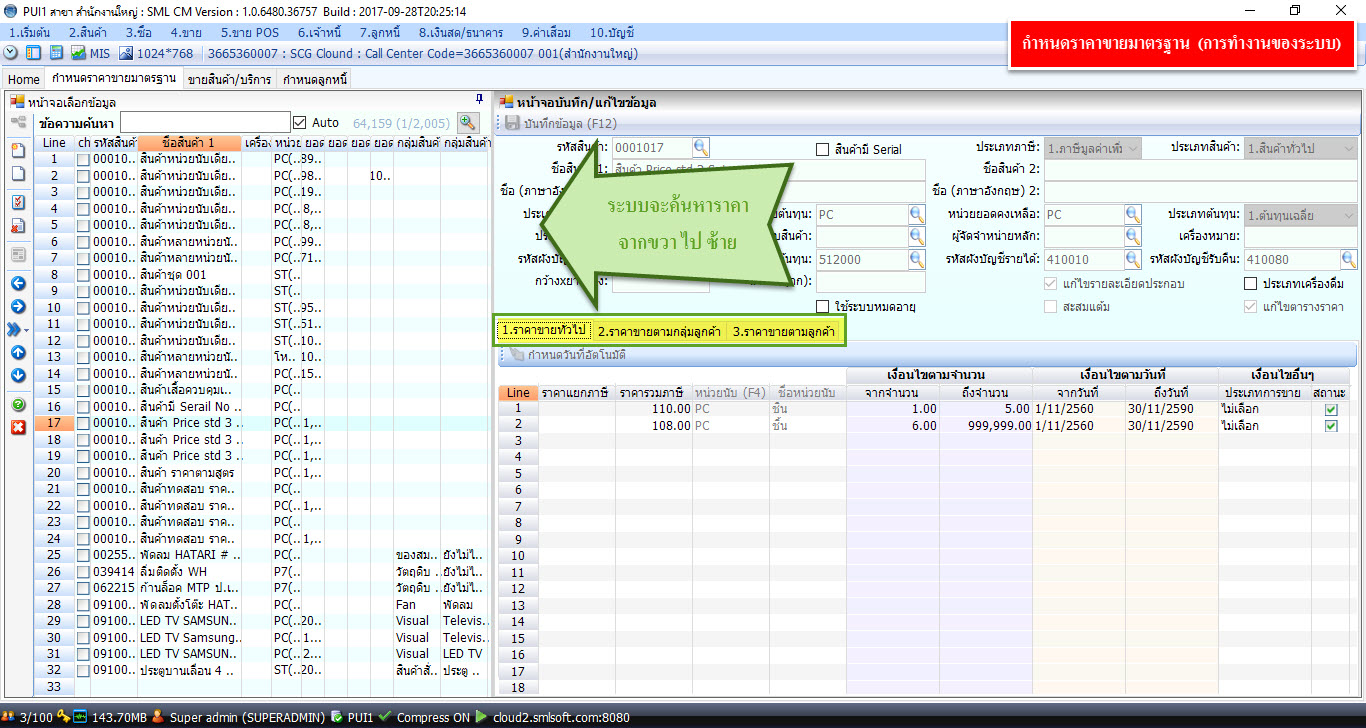 PUI1 สาขา สำนักงานใหญ่ : SML CM Version : 1.0.6480.36757 Build : 2017-09-28T20:25:14
1.เริ่มต้น 2.สินค้า 3.ซื้อ 4.ขาย 5.ขาย POS 6.เจ้าหนี้ 7.ลูกหนี้ 8.เงินสด/ธนาคาร 9.ค่าเสื่อม 10.บัญชี
MIS 1024*768 3665360007 : SCG Clound : Call Center Code=3665360007 001(สำนักงานใหญ่)
กำหนดราคาขายมาตรฐาน (การทำงานของระบบ)
Home กำหนดราคาขายมาตรฐาน ขายสินค้า/บริการ กำหนดลูกหนี้
หน้าจอเลือกข้อมูล
ข้อความค้นหา Auto 64,159 (1/2,005)
Line ch รหัสสินค้า ชื่อสินค้า 1 เครื่อง หน่วย ยอด ยอด ยอด ยอด กลุ่มสินค้า กลุ่มสินค้า
1 00010.. สินค้าหน่วยนับเดีย.. PC(..89..
2 00010.. สินค้าหน่วยนับเดีย.. PC(..98.. 10..
3 00010.. สินค้าหน่วยนับเดีย.. PC(..19..
4 00010.. สินค้าหน่วยนับเดีย.. PC(..8,..
5 00010.. สินค้าหน่วยนับเดีย.. PC(..8,..
6 00010.. สินค้าหลายหน่วยนั.. PC(..99..
7 00010.. สินค้าหลายหน่วยนั.. PC(..71..
8 00010.. สินค้าชุด 001 ST(..
9 00010.. สินค้าหน่วยนับเดีย.. ST(..
10 00010.. สินค้าหน่วยนับเดีย.. ST(..95..
11 00010.. สินค้าหน่วยนับเดีย.. ST(..51..
12 00010.. สินค้าหน่วยนับเดีย.. ST(..10..
13 00010.. สินค้าหลายหน่วยนั.. โห.. 10..
14 00010.. สินค้าหลายหน่วยนั.. PC(..15..
15 00010.. สินค้าเสื้อควบคุมเ.. PC(..
16 00010.. สินค้ามี Serail No .. PC(..
17 00010.. สินค้า Price std 3 .. PC(..1,..
18 00010.. สินค้า Price std 3 .. PC(..1,..
19 00010.. สินค้า Price std 3 .. PC(..1,..
20 00010.. สินค้า ราคาตามสูตร PC(..1,..
21 00010.. สินค้าทดสอบ ราค.. PC(..
22 00010.. สินค้าทดสอบ ราค.. PC(..1,..
23 00010.. สินค้าทดสอบ ราค.. PC(..
24 00010.. สินค้าทดสอบ ราค.. PC(..1,..
25 00255.. พัดลม HATARI # .. PC(.. ของสม.. ยังไม่ไ..
26 039414 ลิ้มติดตั้ง WH P7(.. วัตถุดิบ .. ยังไม่ไ..
27 062215 ก้านล็อค MTP ป.เ.. P7(.. วัตถุดิบ .. ยังไม่ไ..
28 09100.. พัดลมตั้งโต๊ะ HAT.. PC(.. Fan พัดลม
29 09100.. LED TV SAMSUN.. PC(..20.. Visual Televis..
30 09100.. LED TV Samsung.. PC(..1... Visual Televis..
31 09100.. LED TV SAMSUN.. PC(..2... Visual LED TV
32 09100.. ประตูบานเลื่อน 4 .. ST(..20.. สินค้าสั่.. ประตู ..
33
หน้าจอบันทึก/แก้ไขข้อมูล
บันทึกข้อมูล (F12)
รหัสสินค้า: 0001017 สินค้ามี Serial ประเภทภาษี: 1.ภาษีมูลค่าเพิ่ม ประเภทสินค้า: 1.สินค้าทั่วไป
ชื่อสินค้า 1: สินค้า Price std 3 ชื่อสินค้า 2:
ชื่อ (ภาษาอังกฤษ) 2:
ต้นทุน: PC หน่วยยอดคงเหลือ: PC ประเภทต้นทุน: 1.ต้นทุนเฉลี่ย
สินค้า: ผู้จัดจำหน่ายหลัก: เครื่องหมาย:
รหัสผังบัญชี ต้นทุน: 512000 รหัสผังบัญชีรายได้: 410010 รหัสผังบัญชีรับคืน: 410080
แก้ไขรายละเอียดประกอบ ประเภทเครื่องดื่ม
ใช้ระบบหมดอายุ สะสมแต้ม แก้ไขตารางราคา
ระบบจะค้นหาราคา
จากขวา ไป ซ้าย
1.ราคาขายทั่วไป 2.ราคาขายตามกลุ่มลูกค้า 3.ราคาขายตามลูกค้า
กำหนดวันที่อัตโนมัติ
เงื่อนไขตามจำนวน เงื่อนไขตามวันที่ เงื่อนไขอื่นๆ
Line ราคาแยกภาษี ราคารวมภาษี หน่วยนับ (F4) ชื่อหน่วยนับ จากจำนวน ถึงจำนวน จากวันที่ ถึงวันที่ ประเภทการขาย สถานะ
1 110.00 PC ชิ้น 1.00 5.00 1/11/2560 30/11/2590 ไม่เลือก
2 108.00 PC ชิ้น 6.00 999,999.00 1/11/2560 30/11/2590 ไม่เลือก
3
4
5
6
7
8
9
10
11
12
13
14
15
16
17
18
3/100 143.70MB Super admin (SUPERADMIN) PUI1 Compress ON cloud2.smlsoft.com:8080